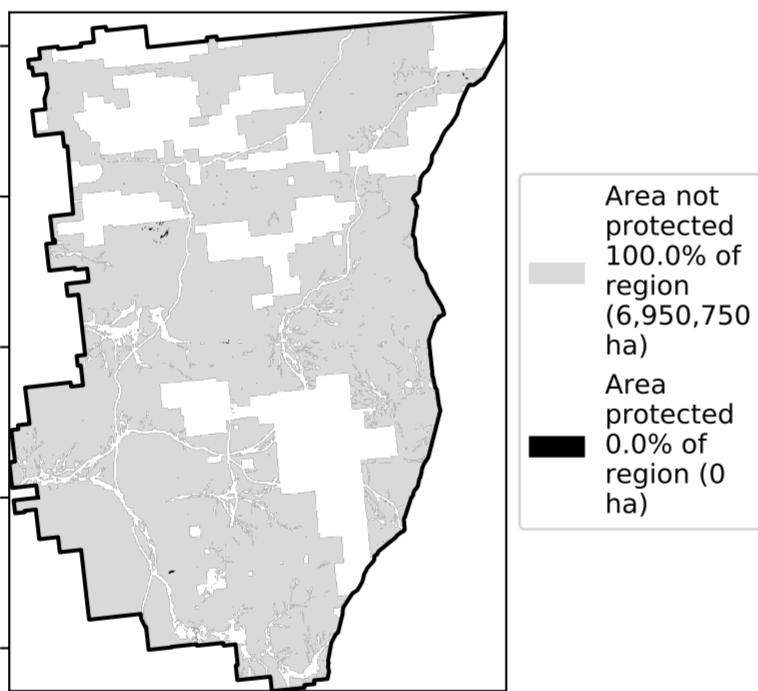 Area not
protected
100.0% of
region
(6,950,750
ha)
Area
protected
0.0% of
region (0
ha)